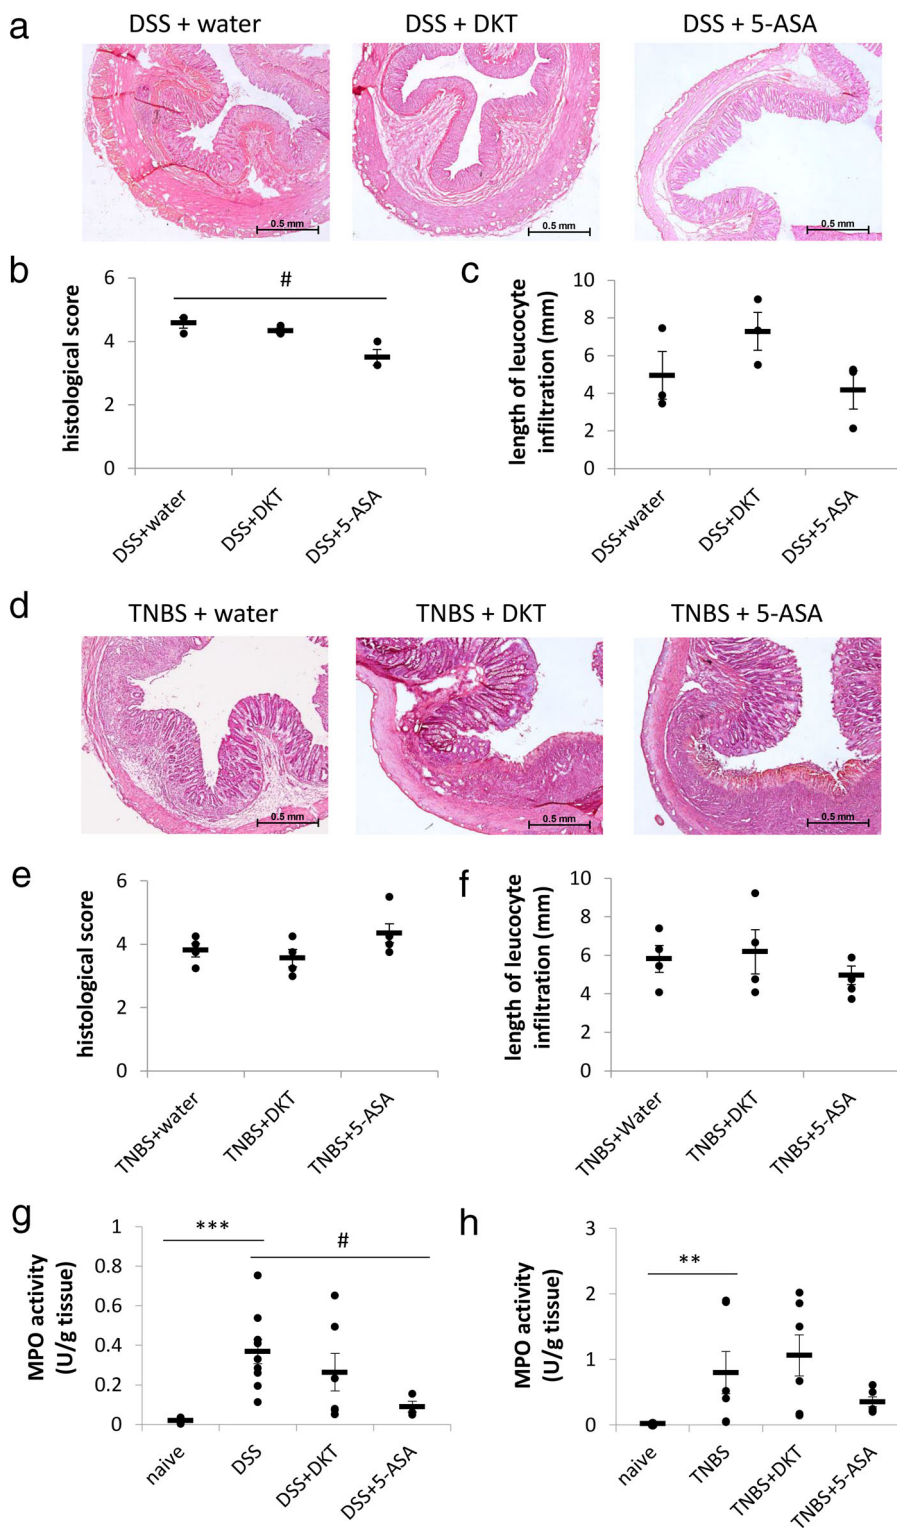 a
DSS + water
DSS + DKT
DSS + 5-ASA
0.5 mm
0.5 mm
0.5 mm
b
histological score
6
4
2
0
#
DSS+water
DSS+DKT
DSS+5-ASA
c
length of leucocyte
infiltration (mm)
10
8
6
4
2
0
DSS+water
DSS+DKT
DSS+5-ASA
d
TNBS + water
TNBS + DKT
TNBS + 5-ASA
0.5 mm
0.5 mm
0.5 mm
e
histological score
6
4
2
0
TNBS+water
TNBS+DKT
TNBS+5-ASA
f
length of leucocyte
infiltration (mm)
10
8
6
4
2
0
TNBS+Water
TNBS+DKT
TNBS+5-ASA
g
MPO activity
(U/g tissue)
1
0.8
0.6
0.4
0.2
0
***
#
naive
DSS
DSS+DKT
DSS+5-ASA
h
MPO activity
(U/g tissue)
3
2
1
0
**
naive
TNBS
TNBS+DKT
TNBS+5-ASA